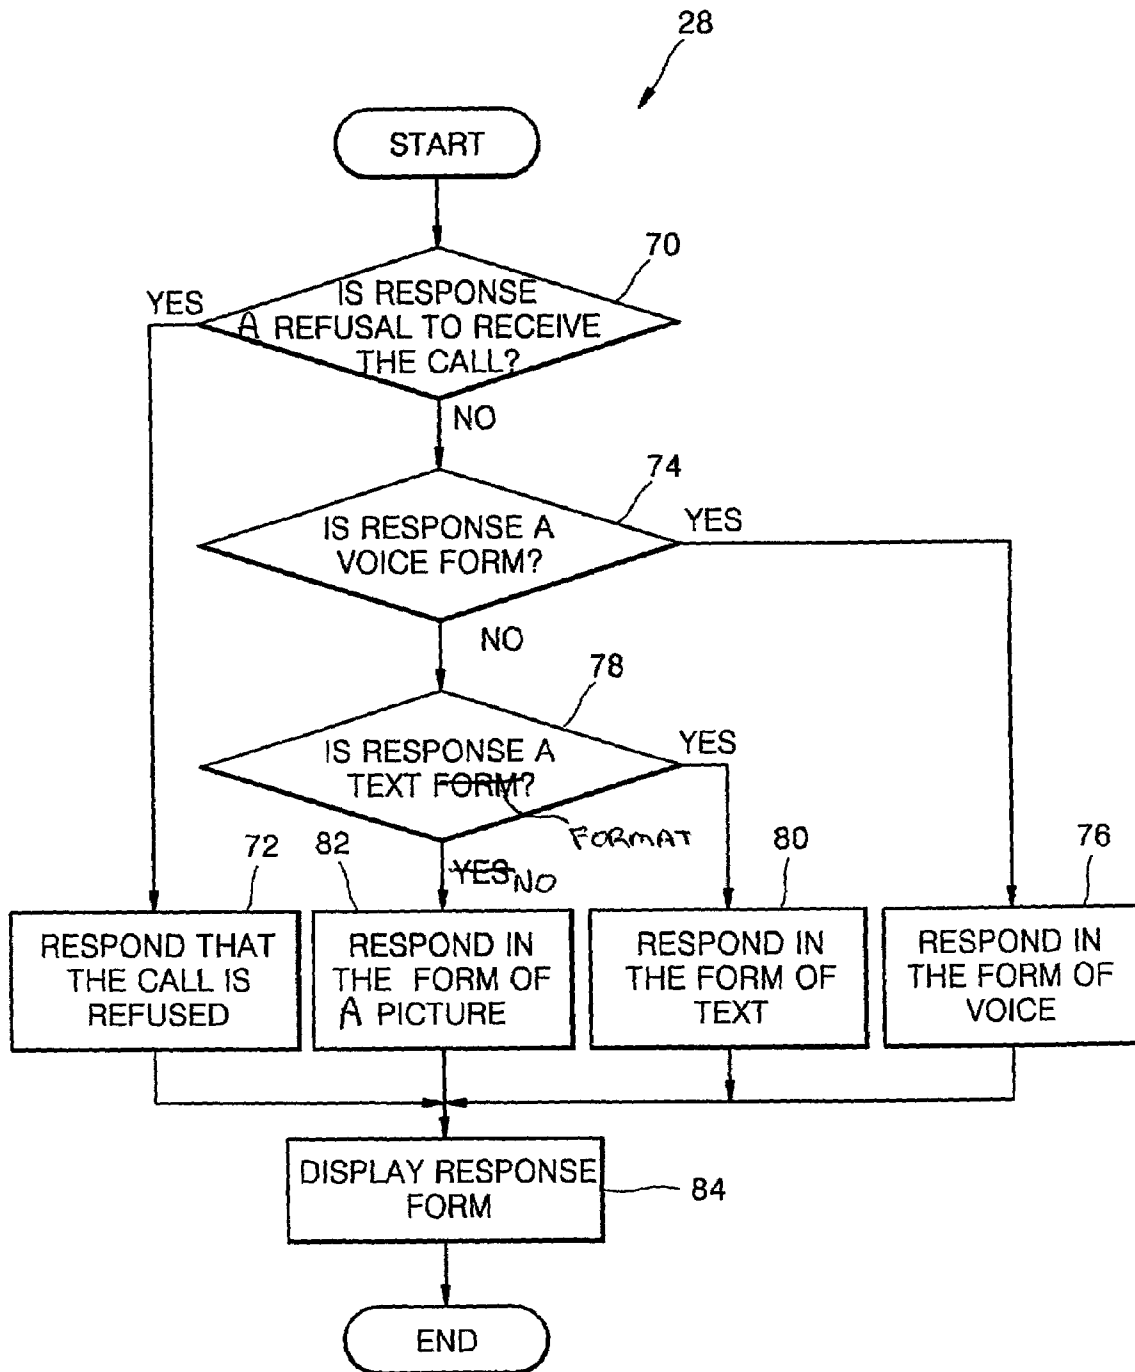 28
START
70
YES
IS RESPONSE
A REFUSAL TO RECEIVE
THE CALL?
NO
74
YES
IS RESPONSE A
VOICE FORM?
NO
78
YES
IS RESPONSE A
TEXT FORM?
FORMAT
YES NO
72
82
80
76
RESPOND THAT
THE CALL IS
REFUSED
RESPOND IN
THE FORM OF
A PICTURE
RESPOND IN
THE FORM OF
TEXT
RESPOND IN
THE FORM OF
VOICE
DISPLAY RESPONSE
FORM
84
END